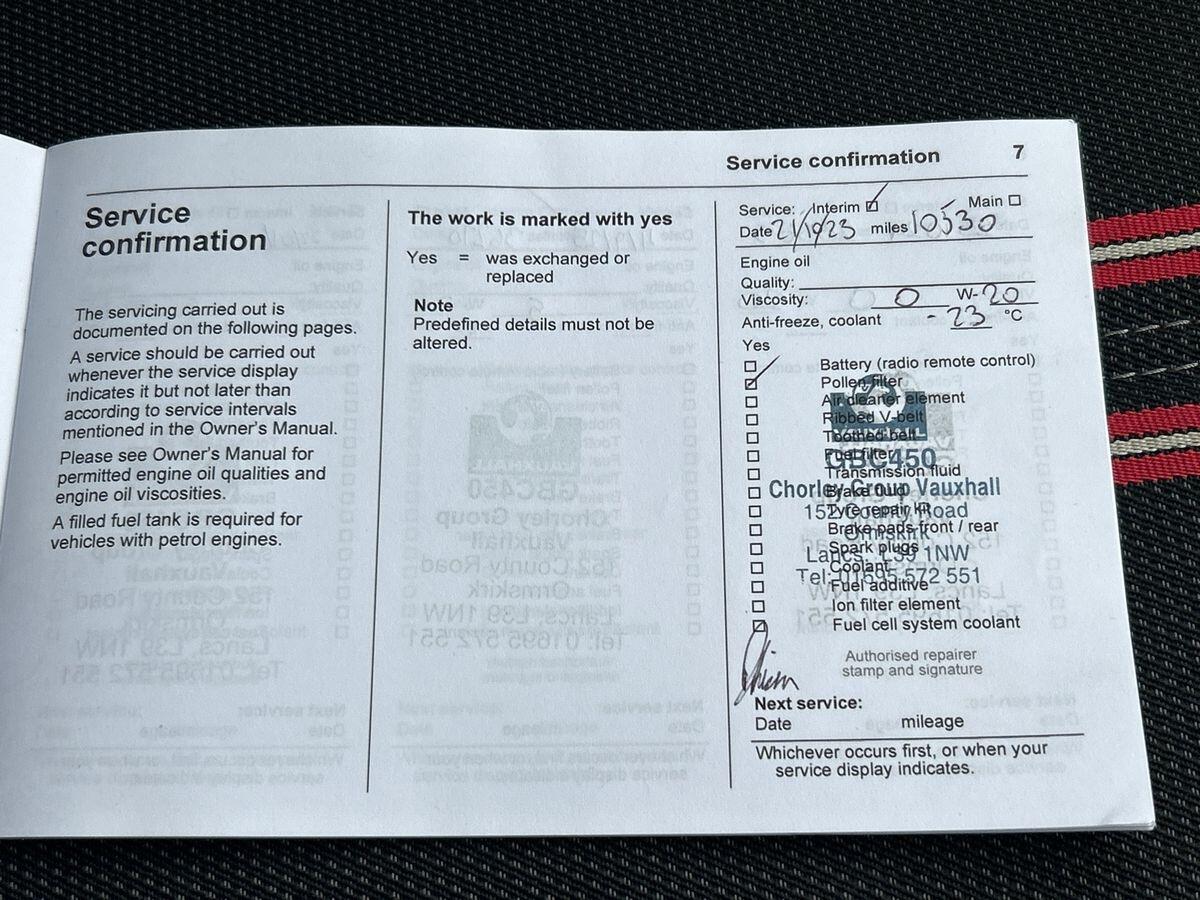 Service confirmation 7
Service
confirmation
The servicing carried out is
documented on the following pages.
A service should be carried out
whenever the service display
indicates it but not later than
according to service intervals
mentioned in the Owner's Manual.
Please see Owner's Manual for
permitted engine oil qualities and
engine oil viscosities.
A filled fuel tank is required for
vehicles with petrol engines.
The work is marked with yes
Yes = was exchanged or
replaced
Note
Predefined details must not be
altered.
Service: Interim Main
Date miles 10530
Engine oil
Quality:
Viscosity: 0 W-20
Anti-freeze, coolant -23 °C
Yes
Battery (radio remote control)
Pollen filter
Air cleaner element
Ribbed V-belt
Toothed belt
Fuel filter
GBC450
Transmission fluid
Chorley Group Vauxhall
Brake fluid
152 County Road
Tyre repair kit
Brake pads front / rear
Ormskirk
Spark plugs
Lancs, L39 1NW
Coolant
Tel: 01695 572 551
Fuel additive
Ion filter element
Fuel cell system coolant
Authorised repairer
stamp and signature
Next service:
Date mileage
Whichever occurs first, or when your
service display indicates.